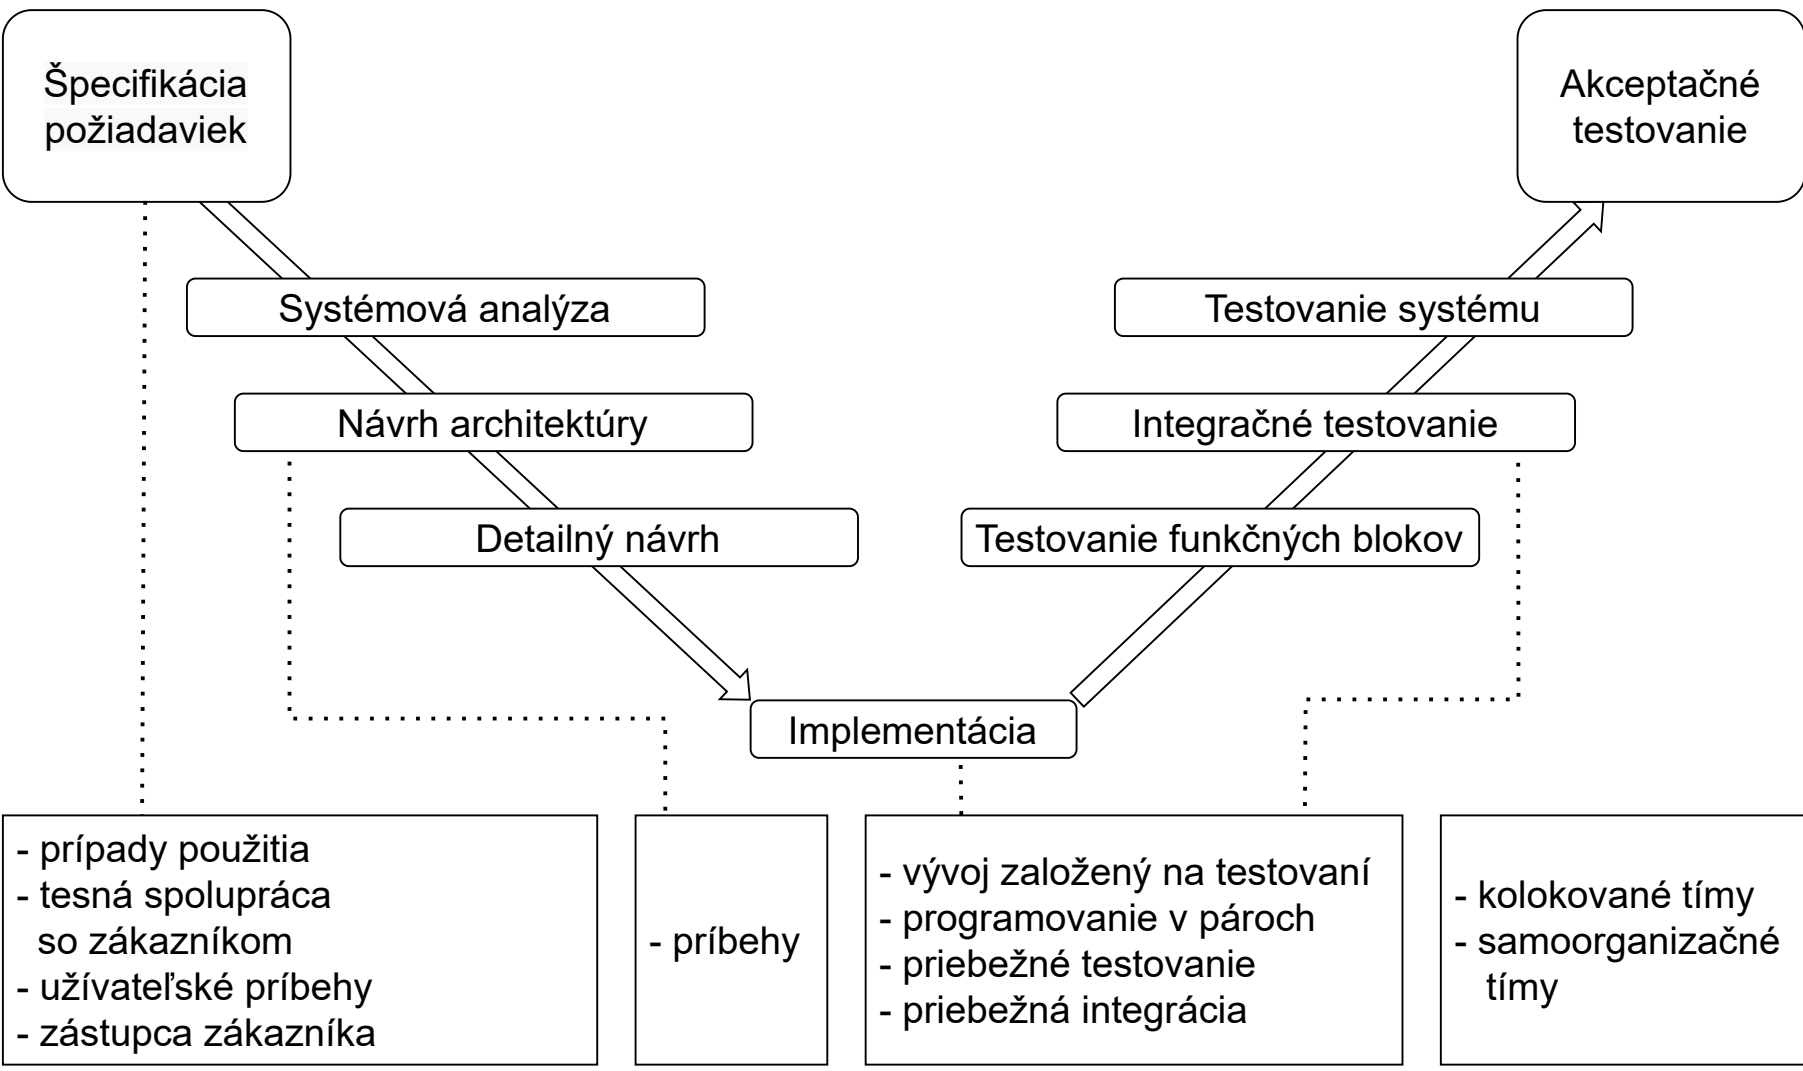 Špecifikácia
požiadaviek
Akceptačné
testovanie
Systémová analýza
Testovanie systému
Návrh architektúry
Integračné testovanie
Detailný návrh
Testovanie funkčných blokov
Implementácia
- prípady použitia
- tesná spolupráca
so zákazníkom
- užívateľské príbehy
- zástupca zákazníka
- príbehy
- vývoj založený na testovaní
- programovanie v pároch
- priebežné testovanie
- priebežná integrácia
- kolokované tímy
- samoorganizačné
tímy